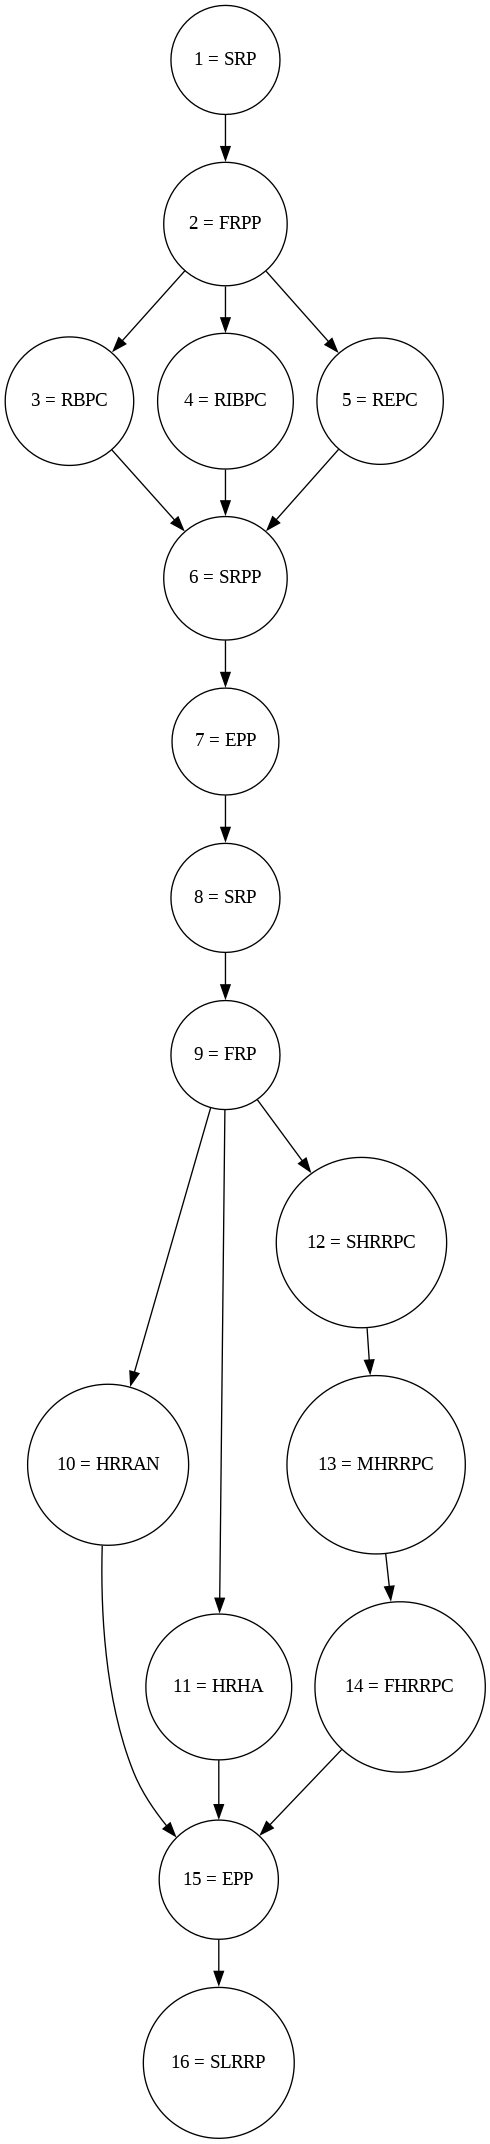 1 = SRP
2 = FRPP
3 = RBPC
4 = RIBPC
5 = REPC
6 = SRPP
7 = EPP
8 = SRP
9 = FRP
12 = SHRRPC
10 = HRRAN
13 = MHRRPC
11 = HRHA
14 = FHRRPC
15 = EPP
16 = SLRRP